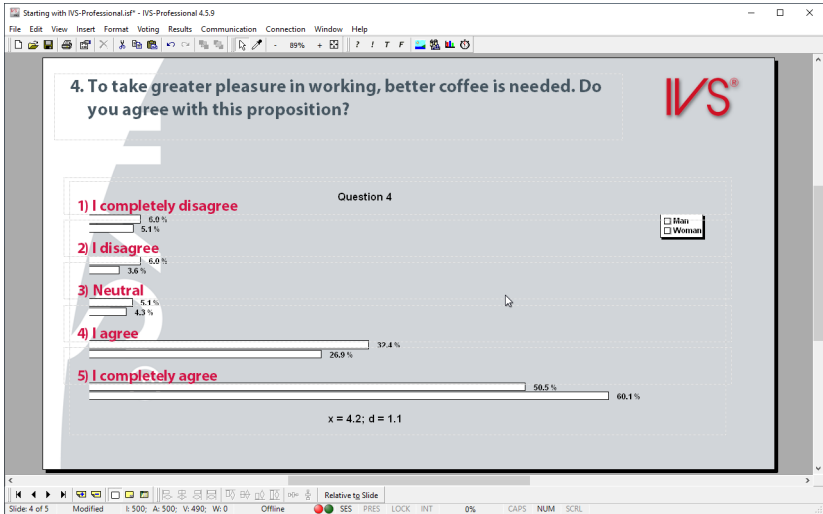 Starting with IVS-Professional.isf* - IVS-Professional 4.5.9
File Edit View Insert Format Voting Results Communication Connection Window Help
- 89% + ? ! T F
4. To take greater pleasure in working, better coffee is needed. Do
you agree with this proposition?
IVS®
Question 4
1) I completely disagree
6.0 %
5.1 %
Man
Woman
2) I disagree
6.0 %
3.6 %
3) Neutral
5.1 %
4.3 %
4) I agree
32.4 %
26.9 %
5) I completely agree
50.5 %
60.1 %
x = 4.2; d = 1.1
Relative to Slide
Slide: 4 of 5 Modified I: 500; A: 500; V: 490; W: 0 Offline SES PRES LOCK INT 0% CAPS NUM SCRL